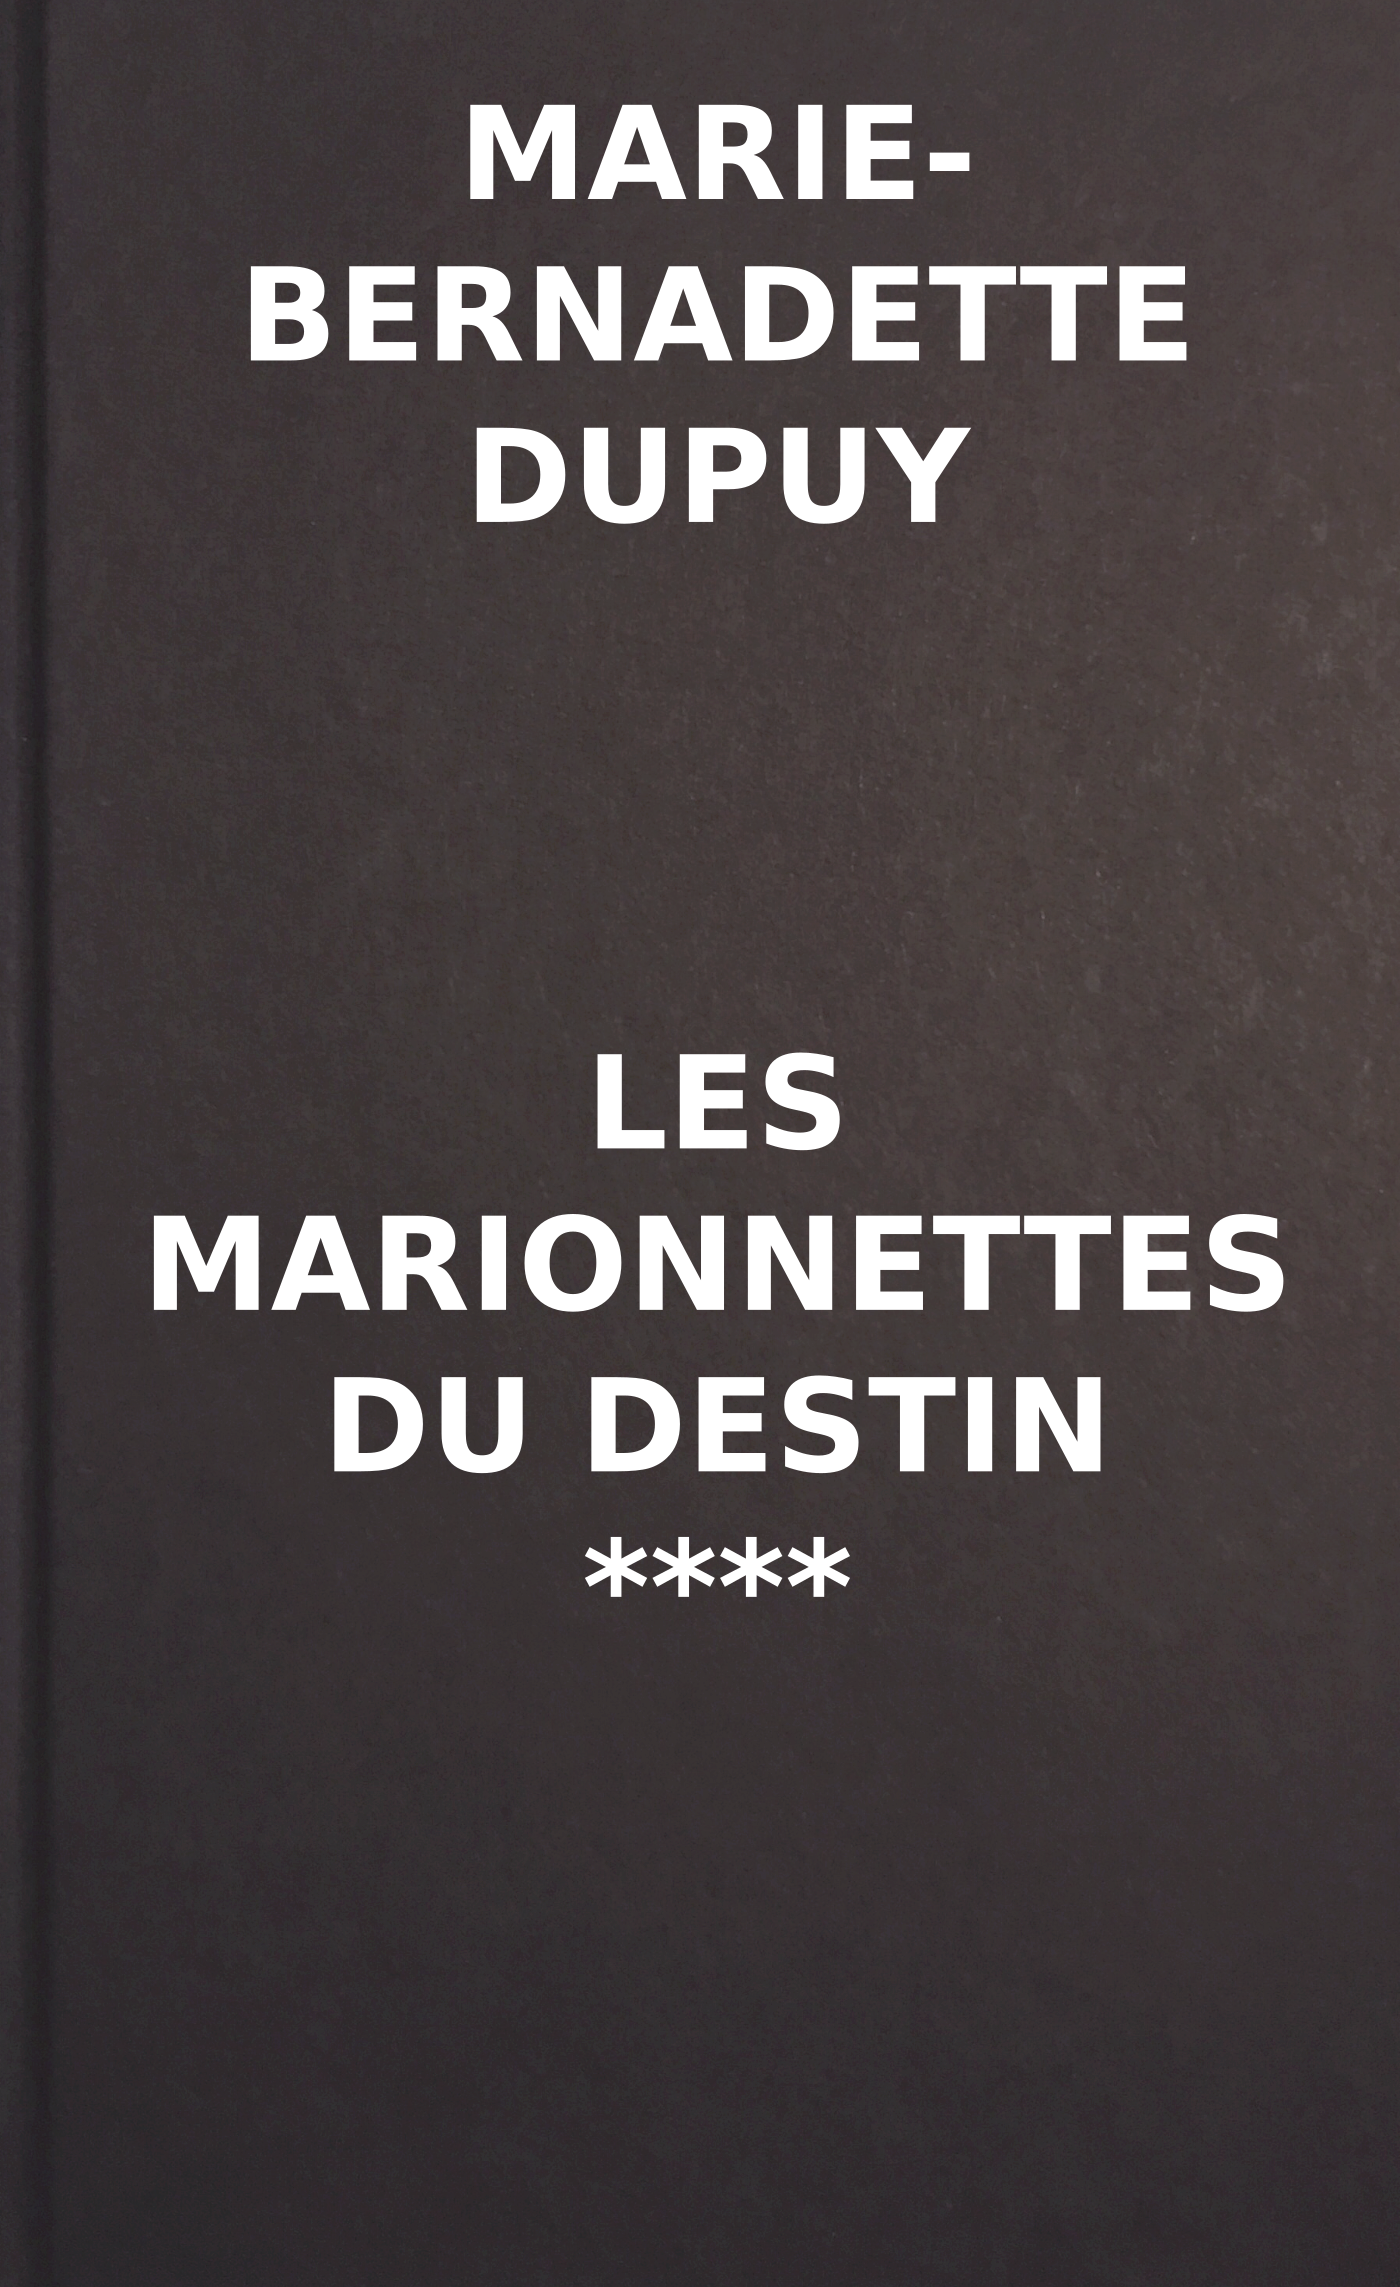 MARIE-
BERNADETTE
DUPUY
LES
MARIONNETTES
DU DESTIN
****